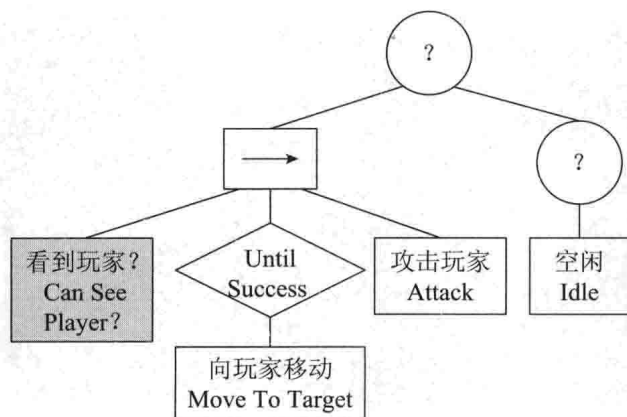 ?
?
看到玩家?
Can See
Player?
Until
Success
攻击玩家
Attack
空闲
Idle
向玩家移动
Move To Target